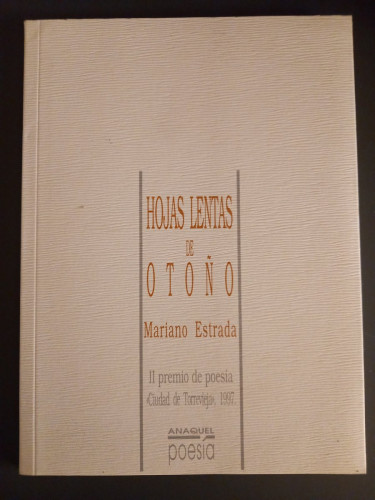 HOJAS LENTAS
DE
OTOÑO
Mariano Estrada
II premio de poesía
«Ciudad de Torrevieja», 1997.
ANAQUEL
poesía